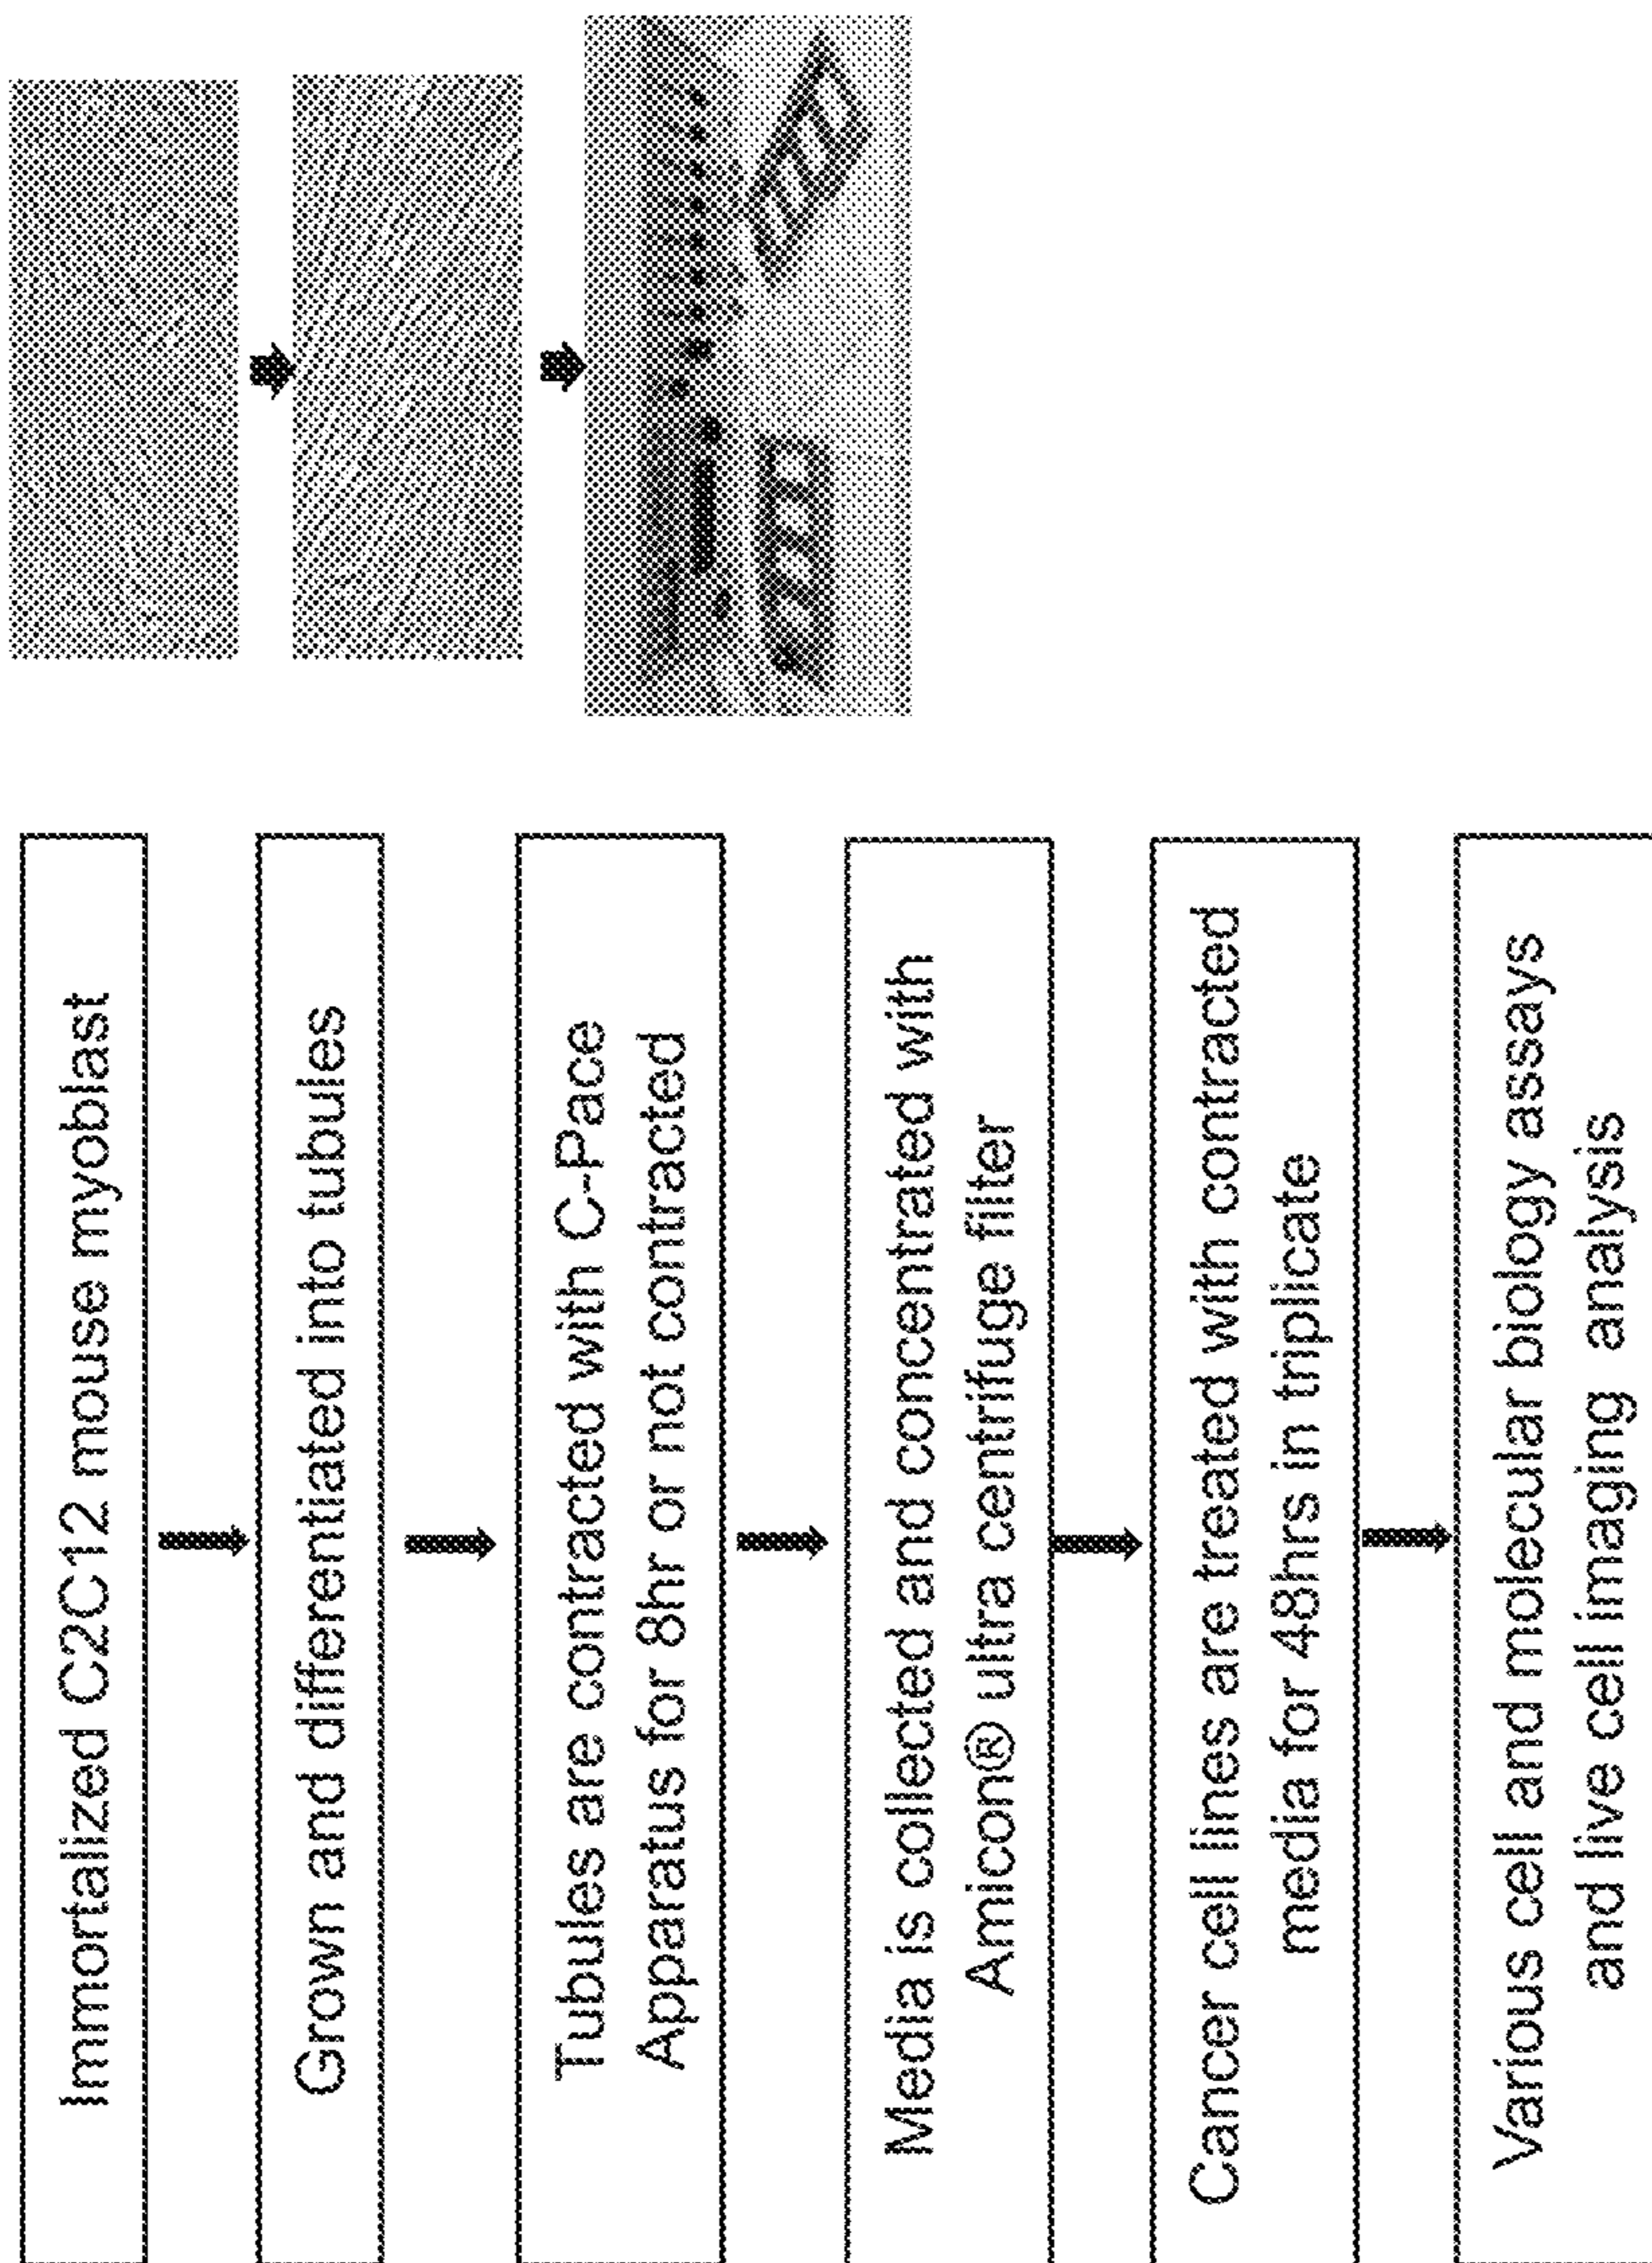 Immortalized C2C12 mouse myoblast
Grown and differentiated into tubules
Tubules are contracted with C-Pace
Apparatus for 8hr or not contracted
Media is collected and concentrated with
Amicon® ultra centrifuge filter
Cancer cell lines are treated with contracted
media for 48hrs in triplicate
Various cell and molecular biology assays
and live cell imaging analysis